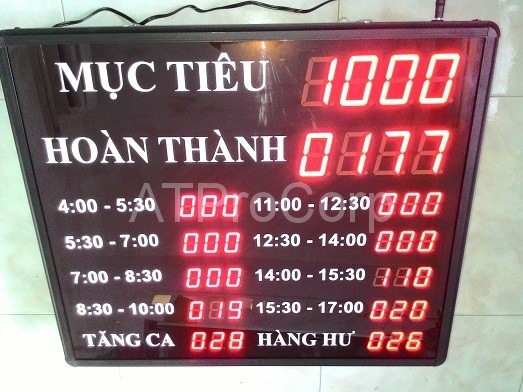 MỤC TIÊU 1000
HOÀN THÀNH 0177
4:00 - 5:30 000 11:00 - 12:30 000
5:30 - 7:00 000 12:30 - 14:00 000
7:00 - 8:30 000 14:00 - 15:30 110
8:30 - 10:00 019 15:30 - 17:00 020
TĂNG CA 028 HÀNG HƯ 026
ATProCorp